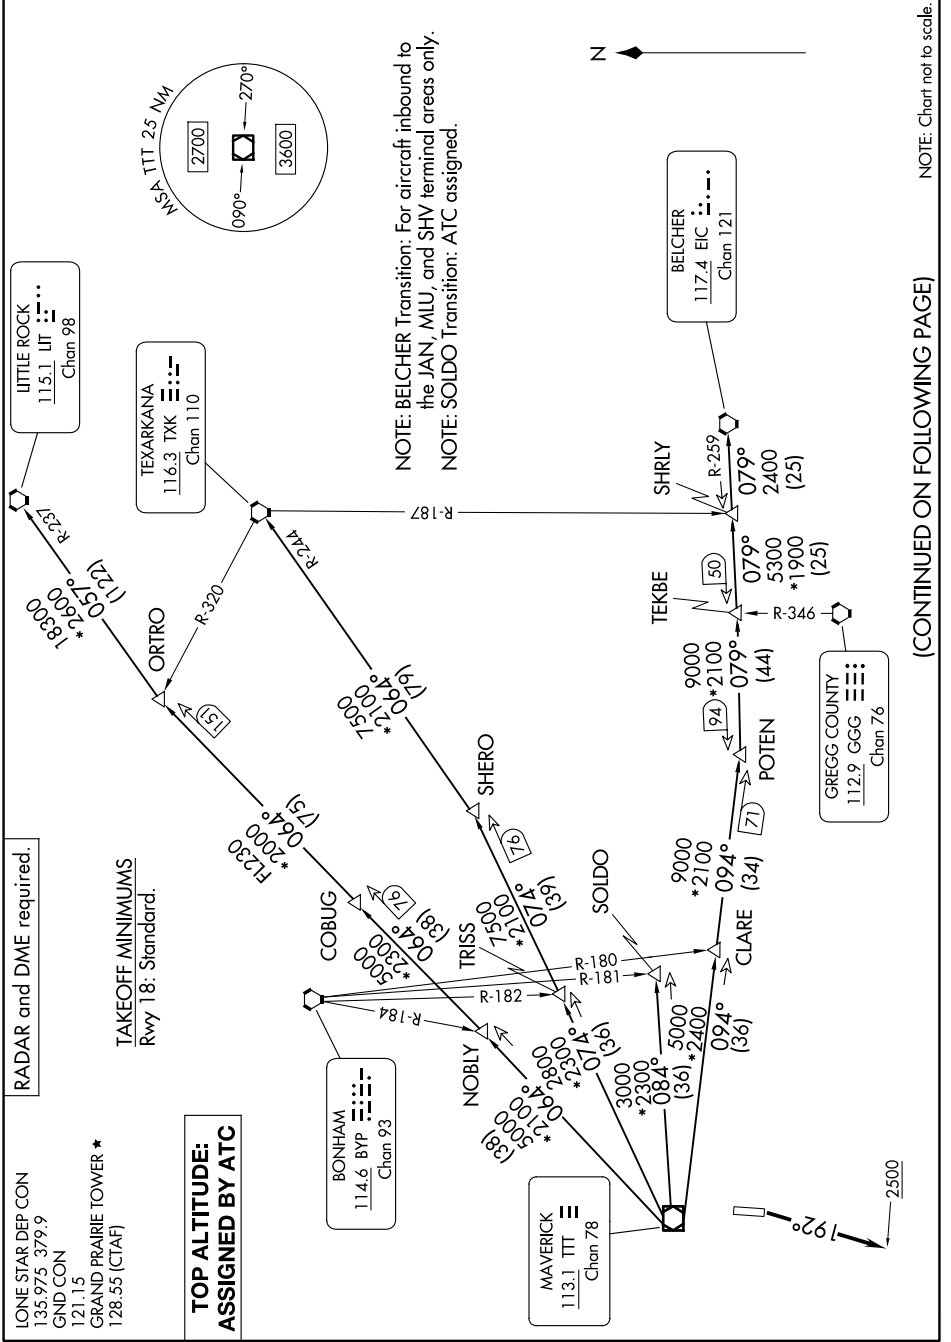 LONE STAR DEP CON
135.975 379.9
GND CON
121.15
GRAND PRAIRIE TOWER ★
128.55 (CTAF)
RADAR and DME required.
TOP ALTITUDE:
ASSIGNED BY ATC
TAKEOFF MINIMUMS
Rwy 18: Standard.
LITTLE ROCK
115.1 LIT
Chan 98
R-237
18300
*2600
057°
(122)
ORTRO
151
R-320
TEXARKANA
116.3 TXK
Chan 110
R-244
R-187
MSA TTT 25 NM
2700
090°
270°
3600
FL230
*2000
064°
(75)
COBUG
76
5000
*2300
064°
(38)
7500
*2100
064°
(79)
SHERO
76
7500
*2100
074°
(39)
TRISS
BONHAM
114.6 BYP
Chan 93
R-184
R-182
R-181
R-180
NOBLY
5000
*2100
064°
(38)
2800
*2300
074°
(36)
SOLDO
3000
*2300
084°
(36)
5000
*2400
094°
(36)
CLARE
9000
*2100
094°
(34)
71
POTEN
94
9000
*2100
079°
(44)
TEKBE
50
R-346
GREGG COUNTY
112.9 GGG
Chan 76
5300
*1900
079°
(25)
SHRLY
R-259
079°
2400
(25)
BELCHER
117.4 EIC
Chan 121
MAVERICK
113.1 TTT
Chan 78
192°
2500
NOTE: BELCHER Transition: For aircraft inbound to
the JAN, MLU, and SHV terminal areas only.
NOTE: SOLDO Transition: ATC assigned.
N
NOTE: Chart not to scale.
(CONTINUED ON FOLLOWING PAGE)